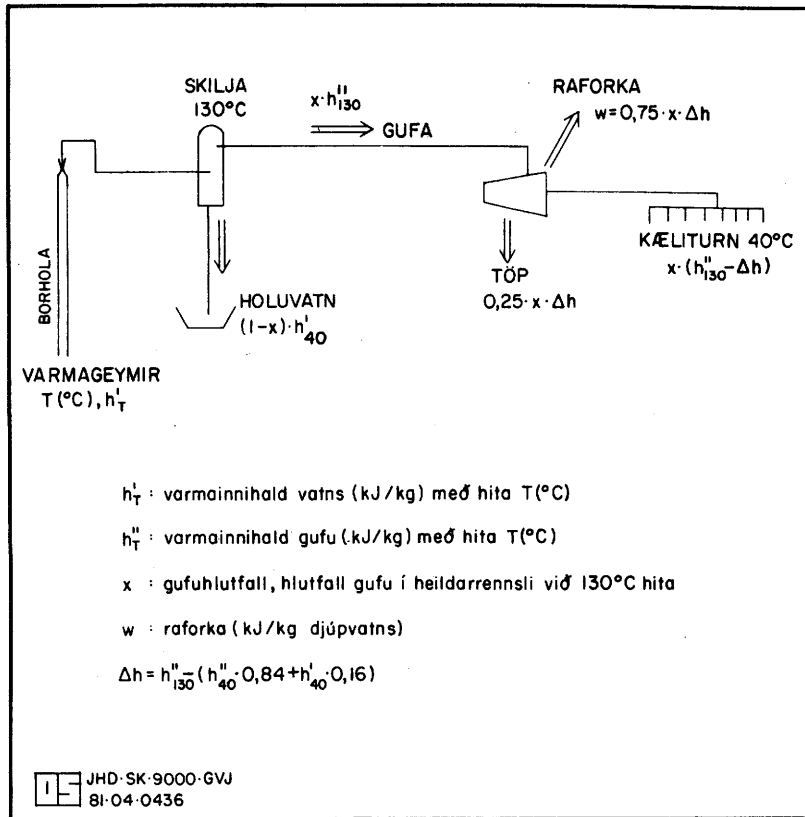 SKILJA
130°C
x·h″130
GUFA
RAFORKA
w=0,75·x·Δh
BORHOLA
KÆLITURN 40°C
x·(h″130−Δh)
TÖP
0,25·x·Δh
HOLUVATN
(1−x)·h′40
VARMAGEYMIR
T(°C), h′T
h′T : varmainnihald vatns (kJ/kg) með hita T(°C)
h″T : varmainnihald gufu (.kJ/kg) með hita T(°C)
x : gufuhlutfall, hlutfall gufu í heildarrennsli við 130°C hita
w : raforka (kJ/kg djúpvatns)
Δh = h″130−(h″40·0,84+h′40·0,16)
OS JHD·SK·9000·GVJ
81·04·0436